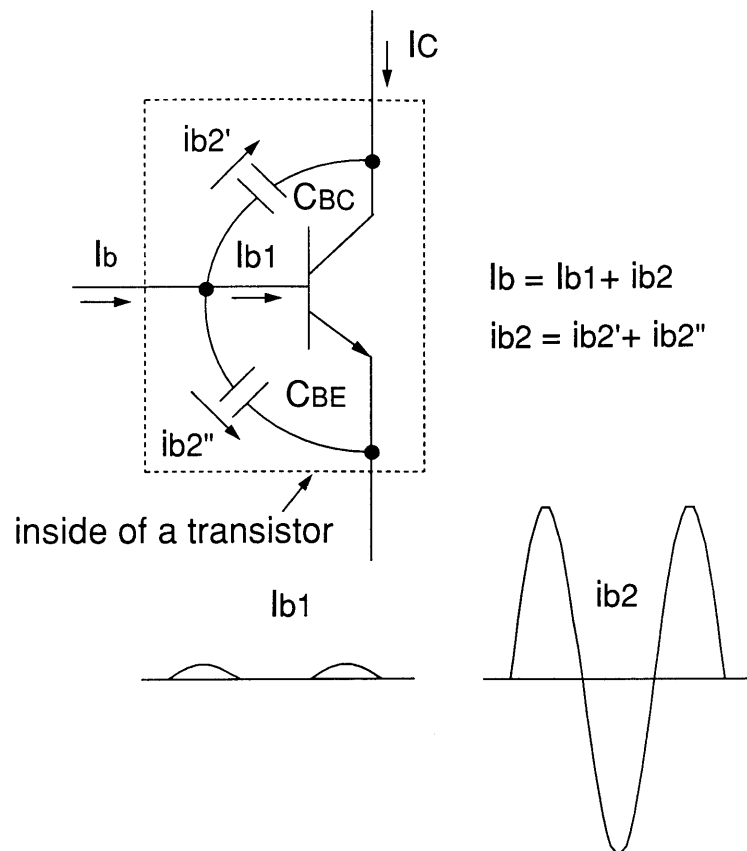 IC
ib2'
CBC
Ib
Ib1
Ib = Ib1+ ib2
ib2 = ib2'+ ib2"
CBE
ib2"
inside of a transistor
Ib1
ib2